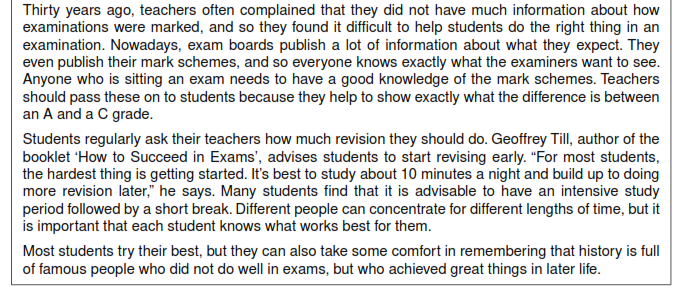 Thirty years ago, teachers often complained that they did not have much information about how
examinations were marked, and so they found it difficult to help students do the right thing in an
examination. Nowadays, exam boards publish a lot of information about what they expect. They
even publish their mark schemes, and so everyone knows exactly what the examiners want to see.
Anyone who is sitting an exam needs to have a good knowledge of the mark schemes. Teachers
should pass these on to students because they help to show exactly what the difference is between
an A and a C grade.
Students regularly ask their teachers how much revision they should do. Geoffrey Till, author of the
booklet ‘How to Succeed in Exams’, advises students to start revising early. “For most students,
the hardest thing is getting started. It’s best to study about 10 minutes a night and build up to doing
more revision later,” he says. Many students find that it is advisable to have an intensive study
period followed by a short break. Different people can concentrate for different lengths of time, but it
is important that each student knows what works best for them.
Most students try their best, but they can also take some comfort in remembering that history is full
of famous people who did not do well in exams, but who achieved great things in later life.